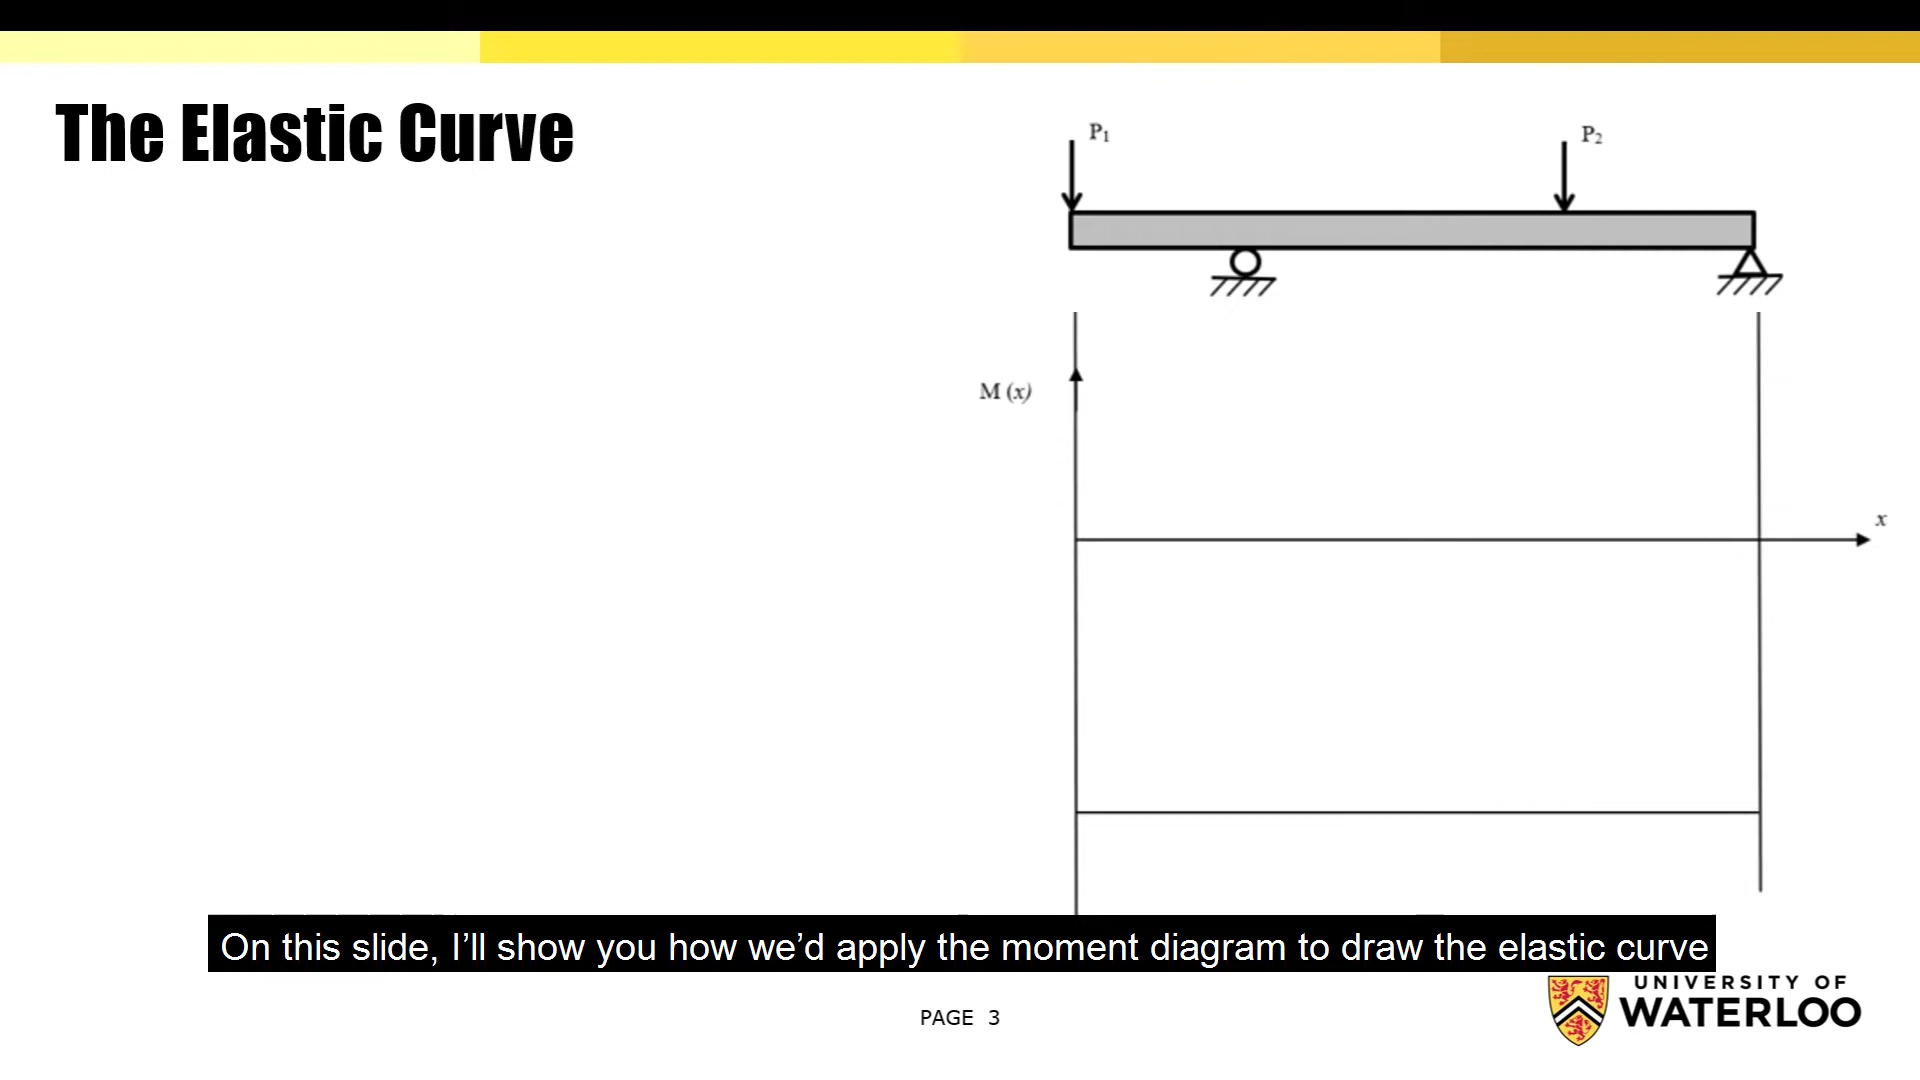 The Elastic Curve
P₁
P₂
M (x)
x
On this slide, I’ll show you how we’d apply the moment diagram to draw the elastic curve
PAGE 3
UNIVERSITY OF
WATERLOO